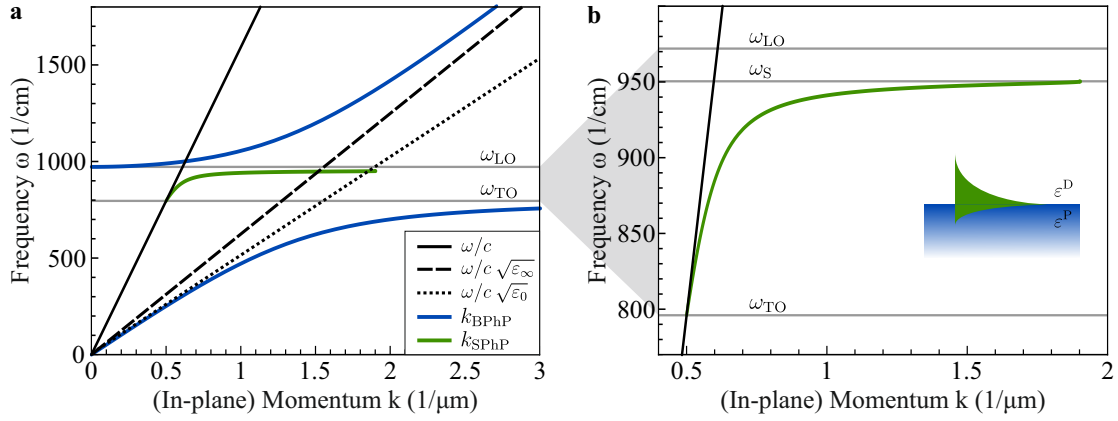 a
Frequency ω (1/cm)
1500
1000
500
0
ω_LO
ω_TO
ω/c
ω/c √ε_∞
ω/c √ε_0
k_BPhP
k_SPhP
0 0.5 1 1.5 2 2.5 3
(In-plane) Momentum k (1/μm)
b
Frequency ω (1/cm)
950
900
850
800
ω_LO
ω_S
ε^D
ε^P
ω_TO
0.5 1 1.5 2
(In-plane) Momentum k (1/μm)